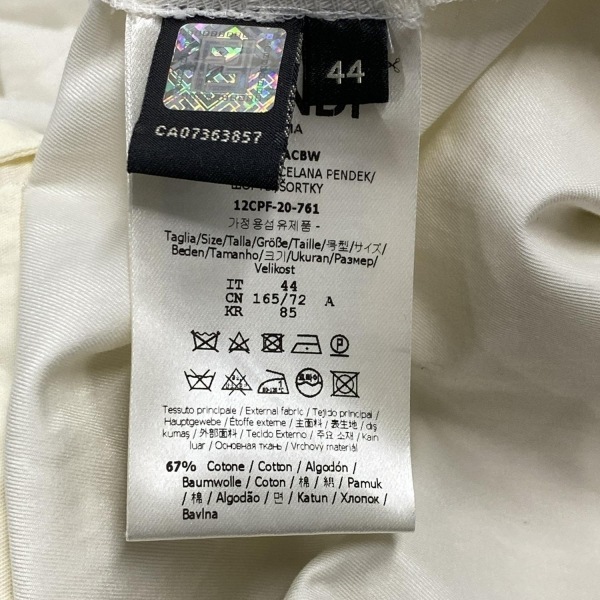 CA07363857
44
ACBW
CELANA PENDEK/
ŠORTKY
12CPF-20-761
가정용섬유제품 -
Taglia/Size/Talla/Größe/Taille/号型/サイズ/
Beden/Tamanho/크기/Ukuran/Размер/
Velikost
IT 44
CN 165/72 A
KR 85
Tessuto principale / External fabric / Tejido principal /
Hauptgewebe / Étoffe externe / 主面料 / 表生地 / dış
kumaş / 外部面料 / Tecido Externo / 주요 소재 / kain
luar / Основная ткань / Vrchový materiál
67% Cotone / Cotton / Algodón /
Baumwolle / Coton / 棉 / 綿 / Pamuk
/ 棉 / Algodão / 면 / Katun / Хлопок /
Bavlna